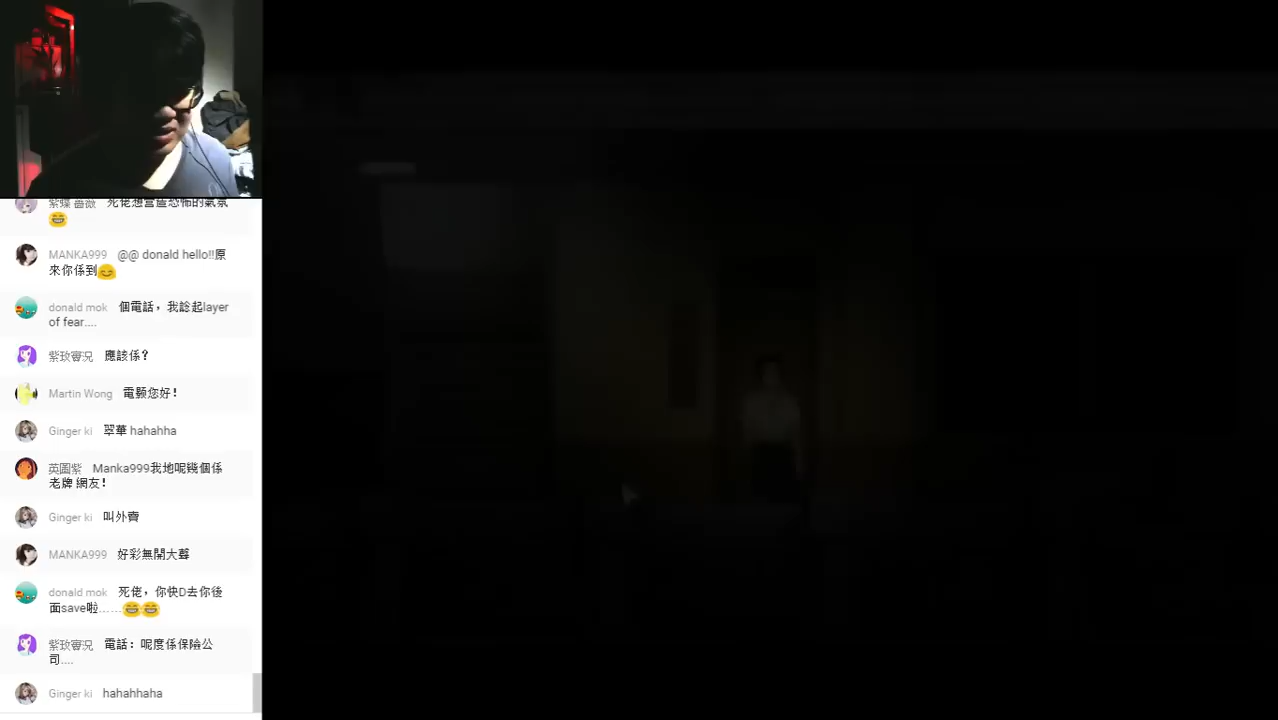 紫蝶 薔薇 死佬想營造恐怖的氣氛
MANKA999 @@ donald hello!!原
來你係到
donald mok 個電話，我諗起layer
of fear....
紫玫寗況 應該係？
Martin Wong 電顥您好！
Ginger ki 翠華 hahahha
英圖紫 Manka999我地呢幾個係
老牌 網友！
Ginger ki 叫外賣
MANKA999 好彩無開大聲
donald mok 死佬，你快D去你後
面save啦......
紫玫寗況 電話：呢度係保險公
司....
Ginger ki hahahhaha